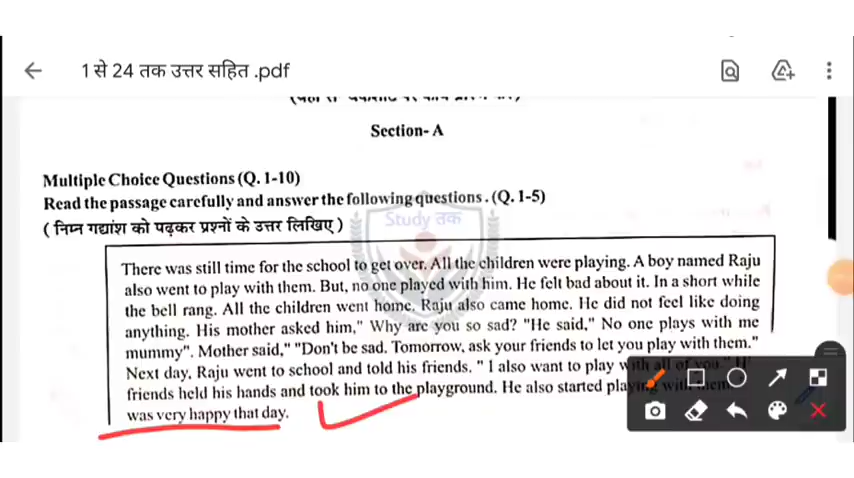 1 से 24 तक उत्तर सहित .pdf
Section- A
Multiple Choice Questions (Q. 1-10)
Read the passage carefully and answer the following questions . (Q. 1-5)
( निम्न गद्यांश को पढ़कर प्रश्नों के उत्तर लिखिए )
Study तक
There was still time for the school to get over. All the children were playing. A boy named Raju
also went to play with them. But, no one played with him. He felt bad about it. In a short while
the bell rang. All the children went home. Raju also came home. He did not feel like doing
anything. His mother asked him," Why are you so sad? "He said," No one plays with me
mummy". Mother said," "Don't be sad. Tomorrow, ask your friends to let you play with them."
Next day, Raju went to school and told his friends. " I also want to play with all of you."
friends held his hands and took him to the playground. He also started playing with them
was very happy that day.